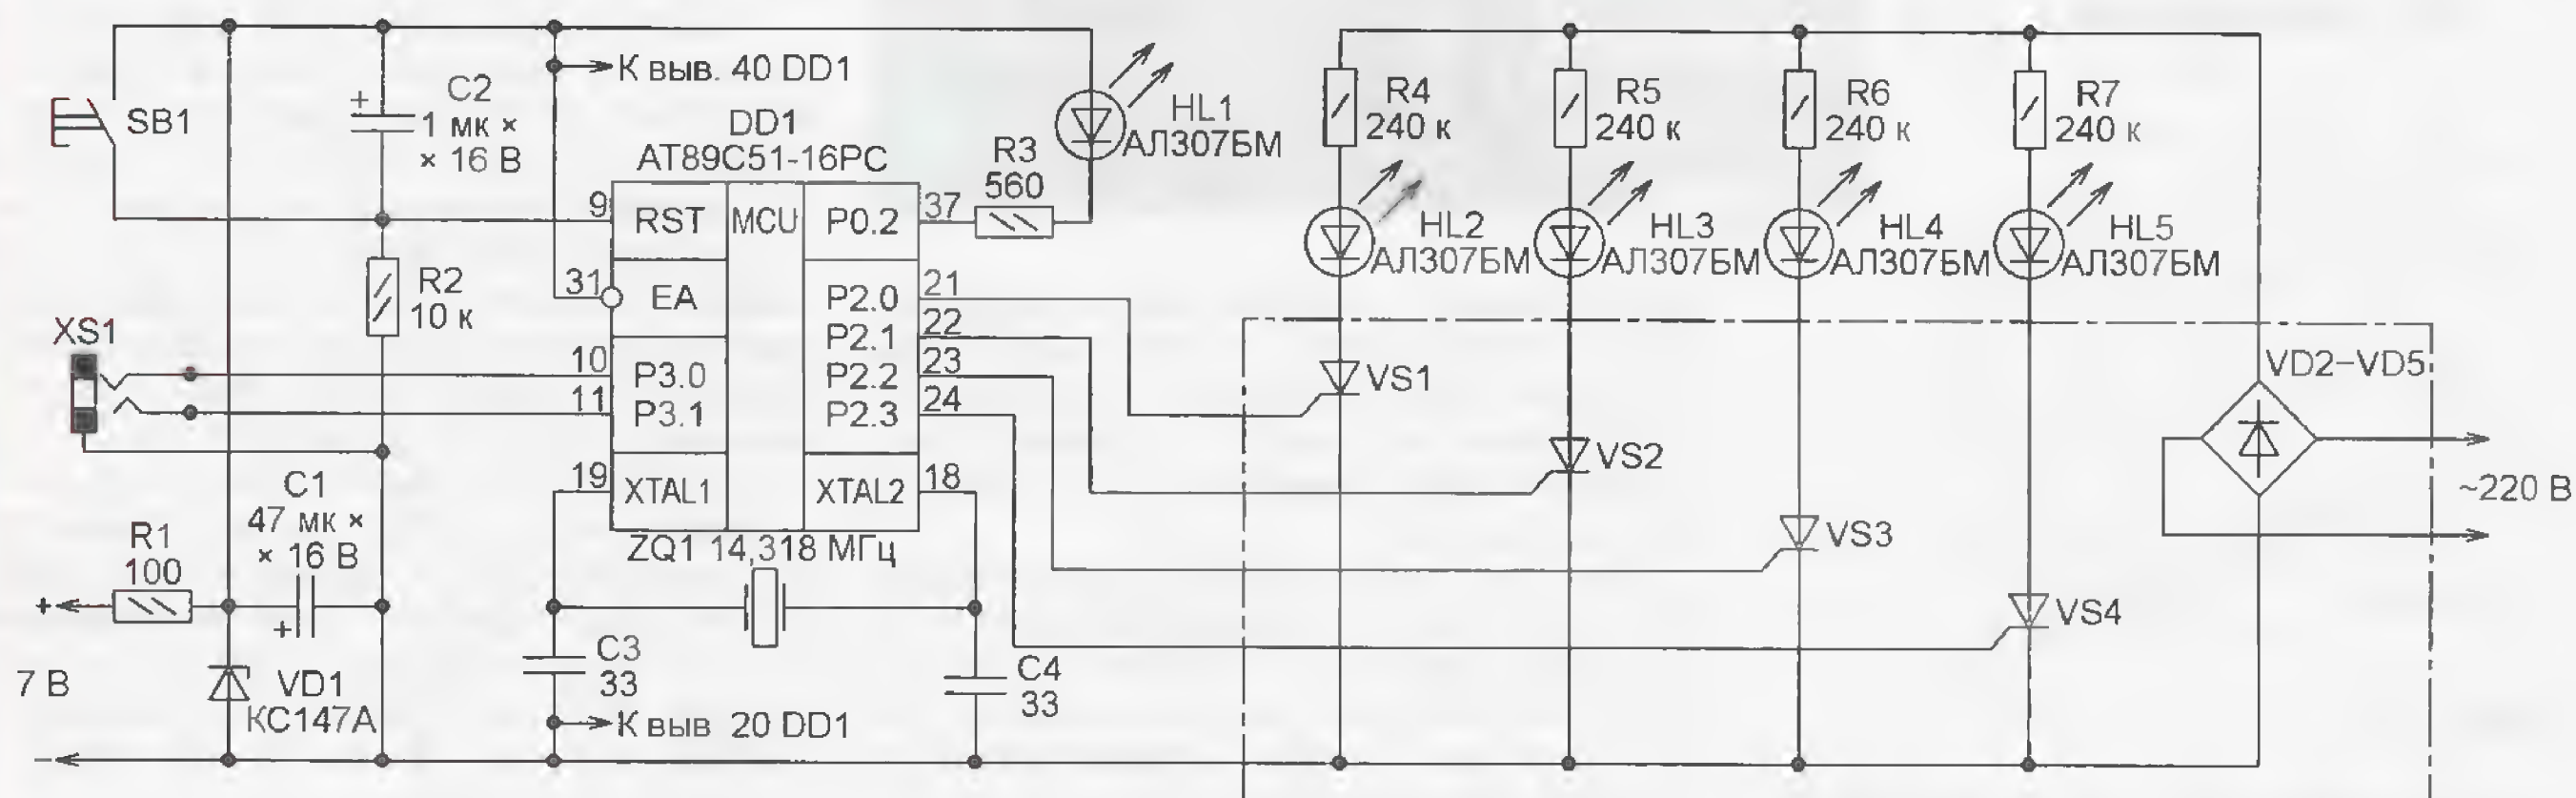 SB1
+
C2
1 мк ×
× 16 В
К выв. 40 DD1
DD1
АТ89С51-16РС
HL1
АЛ307БМ
R3
560
9
RST
MCU
P0.2
37
31
EA
R2
10 к
XS1
10
P3.0
11
P3.1
P2.0
21
P2.1
22
P2.2
23
P2.3
24
19
XTAL1
XTAL2
18
ZQ1 14,318 МГц
C1
47 мк ×
× 16 В
+
R1
100
+
7 В
−
VD1
КС147А
C3
33
К выв 20 DD1
C4
33
R4
240 к
R5
240 к
R6
240 к
R7
240 к
HL2
АЛ307БМ
HL3
АЛ307БМ
HL4
АЛ307БМ
HL5
АЛ307БМ
VS1
VS2
VS3
VS4
VD2−VD5
~220 В